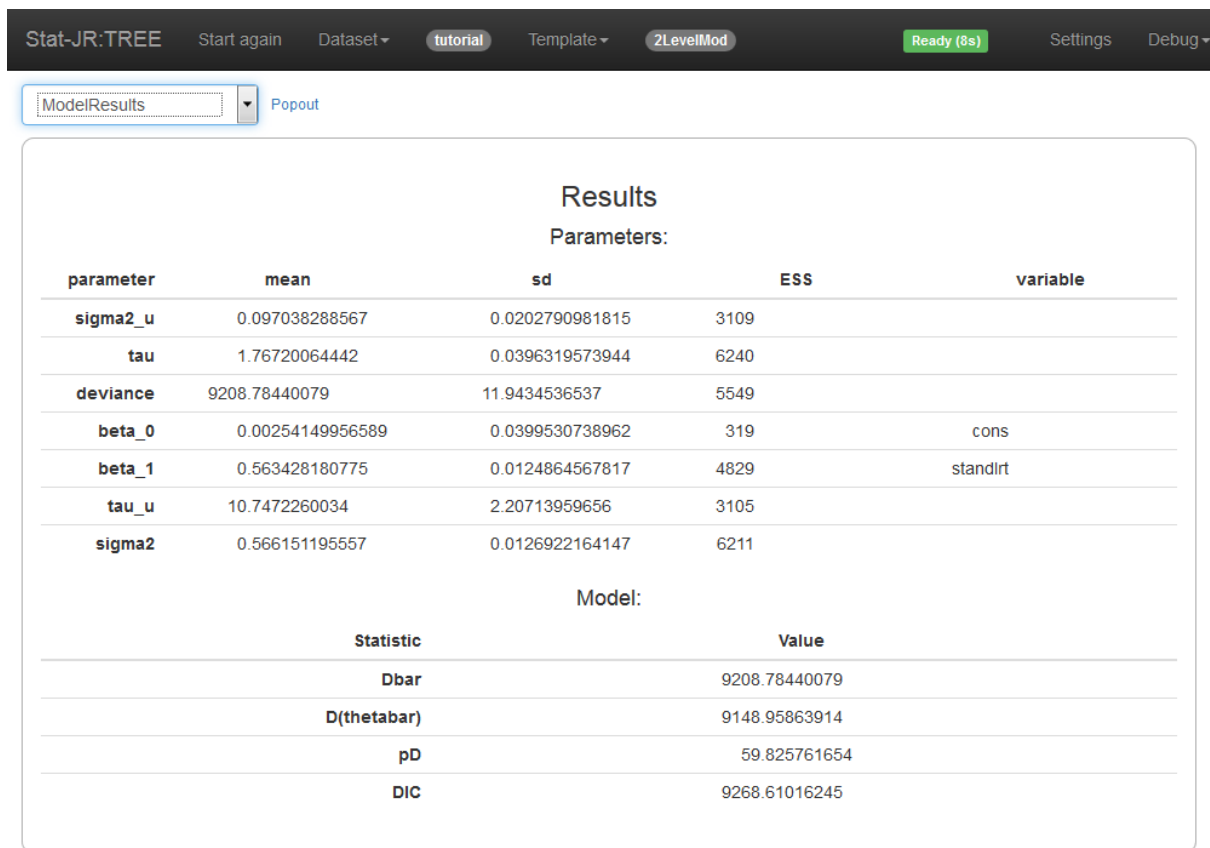 Stat-JR:TREE Start again Dataset tutorial Template 2LevelMod Ready (8s) Settings Debug
ModelResults Popout
Results
Parameters:
parameter mean sd ESS variable
sigma2_u 0.097038288567 0.0202790981815 3109
tau 1.76720064442 0.0396319573944 6240
deviance 9208.78440079 11.9434536537 5549
beta_0 0.00254149956589 0.0399530738962 319 cons
beta_1 0.563428180775 0.0124864567817 4829 standlrt
tau_u 10.7472260034 2.20713959656 3105
sigma2 0.566151195557 0.0126922164147 6211
Model:
Statistic Value
Dbar 9208.78440079
D(thetabar) 9148.95863914
pD 59.825761654
DIC 9268.61016245